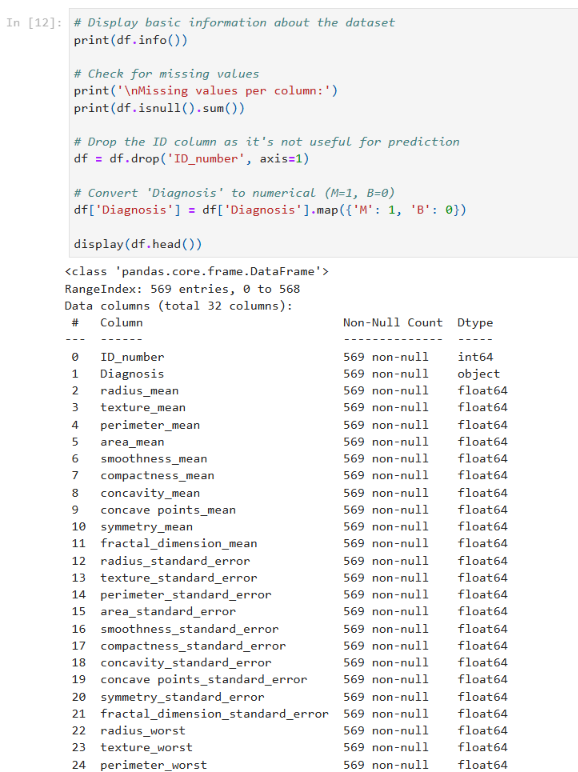 In [12]: # Display basic information about the dataset
print(df.info())
# Check for missing values
print('\nMissing values per column:')
print(df.isnull().sum())
# Drop the ID column as it's not useful for prediction
df = df.drop('ID_number', axis=1)
# Convert 'Diagnosis' to numerical (M=1, B=0)
df['Diagnosis'] = df['Diagnosis'].map({'M': 1, 'B': 0})
display(df.head())
<class 'pandas.core.frame.DataFrame'>
RangeIndex: 569 entries, 0 to 568
Data columns (total 32 columns):
# Column Non-Null Count Dtype
--- ------ -------------- -----
0 ID_number 569 non-null int64
1 Diagnosis 569 non-null object
2 radius_mean 569 non-null float64
3 texture_mean 569 non-null float64
4 perimeter_mean 569 non-null float64
5 area_mean 569 non-null float64
6 smoothness_mean 569 non-null float64
7 compactness_mean 569 non-null float64
8 concavity_mean 569 non-null float64
9 concave points_mean 569 non-null float64
10 symmetry_mean 569 non-null float64
11 fractal_dimension_mean 569 non-null float64
12 radius_standard_error 569 non-null float64
13 texture_standard_error 569 non-null float64
14 perimeter_standard_error 569 non-null float64
15 area_standard_error 569 non-null float64
16 smoothness_standard_error 569 non-null float64
17 compactness_standard_error 569 non-null float64
18 concavity_standard_error 569 non-null float64
19 concave points_standard_error 569 non-null float64
20 symmetry_standard_error 569 non-null float64
21 fractal_dimension_standard_error 569 non-null float64
22 radius_worst 569 non-null float64
23 texture_worst 569 non-null float64
24 perimeter_worst 569 non-null float64